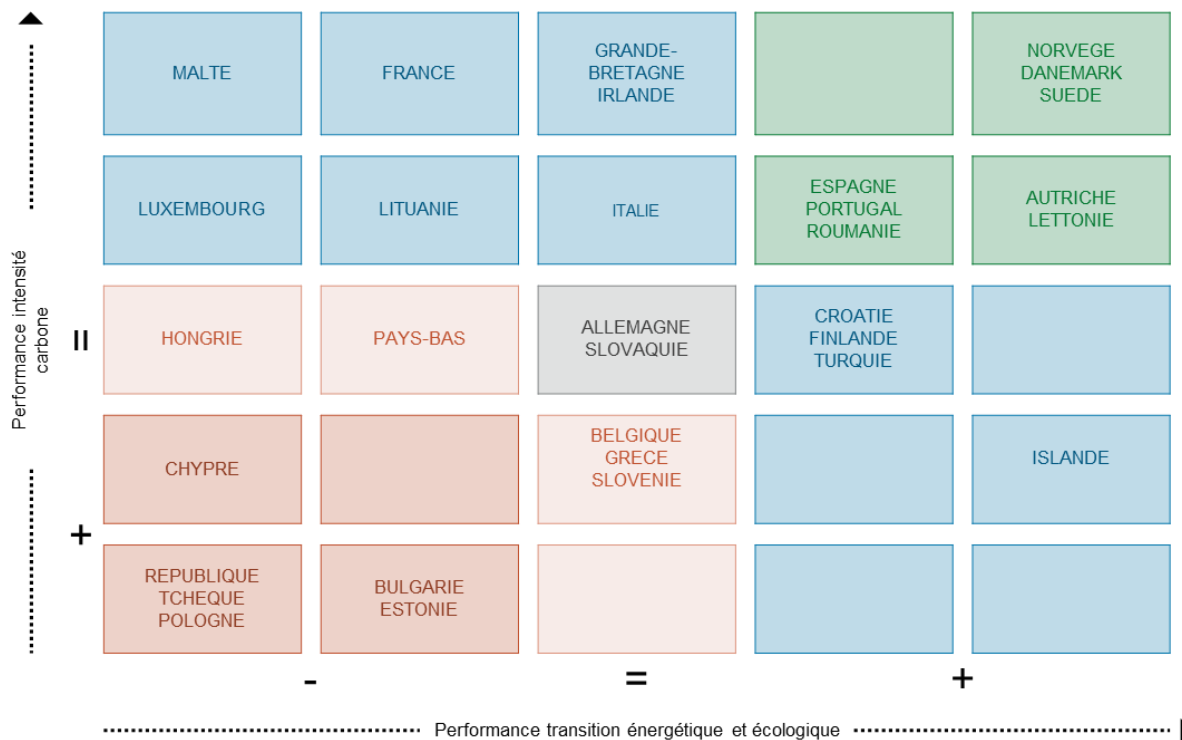 MALTE
FRANCE
GRANDE-
BRETAGNE
IRLANDE
NORVEGE
DANEMARK
SUEDE
LUXEMBOURG
LITUANIE
ITALIE
ESPAGNE
PORTUGAL
ROUMANIE
AUTRICHE
LETTONIE
Performance intensité
carbone
=
HONGRIE
PAYS-BAS
ALLEMAGNE
SLOVAQUIE
CROATIE
FINLANDE
TURQUIE
CHYPRE
BELGIQUE
GRECE
SLOVENIE
ISLANDE
+
REPUBLIQUE
TCHEQUE
POLOGNE
BULGARIE
ESTONIE
-
=
+
Performance transition énergétique et écologique